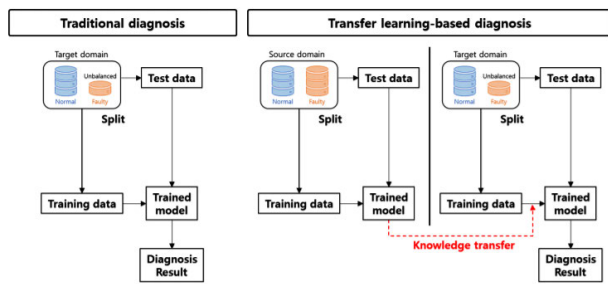 Traditional diagnosis
Transfer learning-based diagnosis
Target domain
Unbalanced
Normal
Faulty
Split
Test data
Training data
Trained
model
Diagnosis
Result
Source domain
Normal
Faulty
Split
Test data
Training data
Trained
model
Target domain
Unbalanced
Normal
Faulty
Split
Test data
Training data
Trained
model
Knowledge transfer
Diagnosis
Result